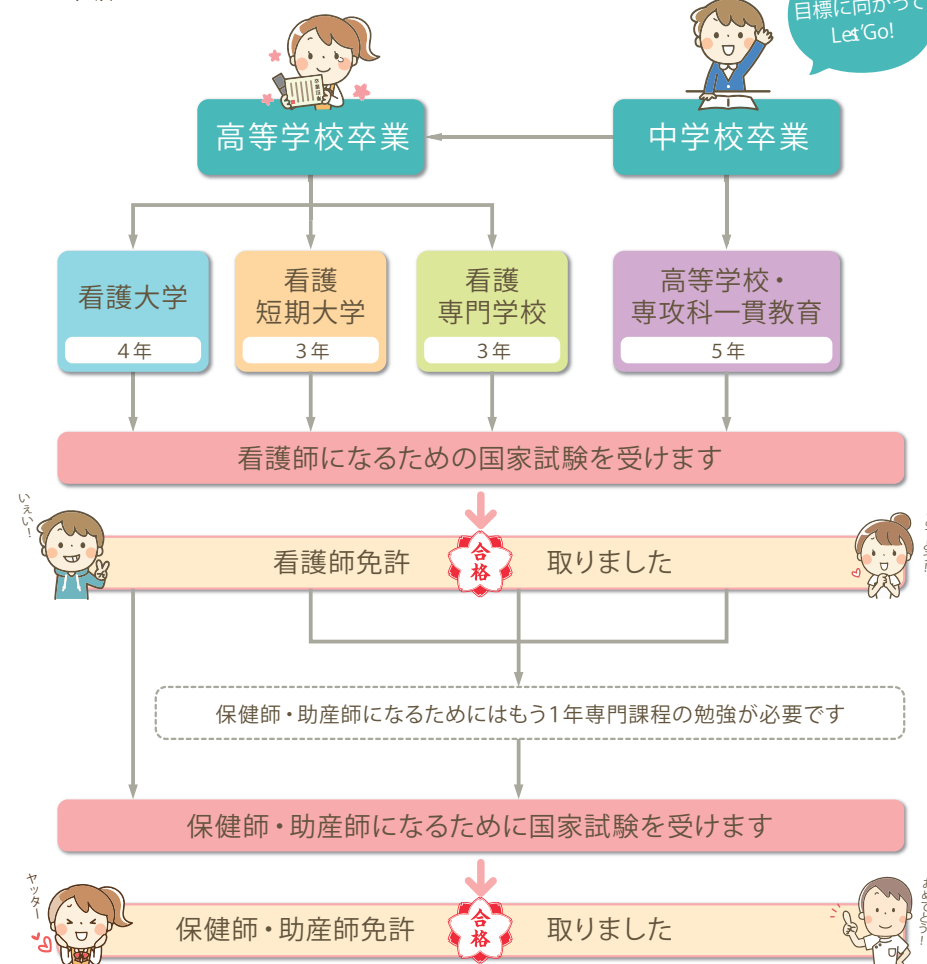 目標に向かって
Let'Go!
高等学校卒業
中学校卒業
看護大学
4年
看護
短期大学
3年
看護
専門学校
3年
高等学校・
専攻科一貫教育
5年
看護師になるための国家試験を受けます
いぇい!
看護師免許
合格
取りました
保健師・助産師になるためにはもう1年専門課程の勉強が必要です
保健師・助産師になるために国家試験を受けます
ヤッター
保健師・助産師免許
合格
取りました
おめでとう!